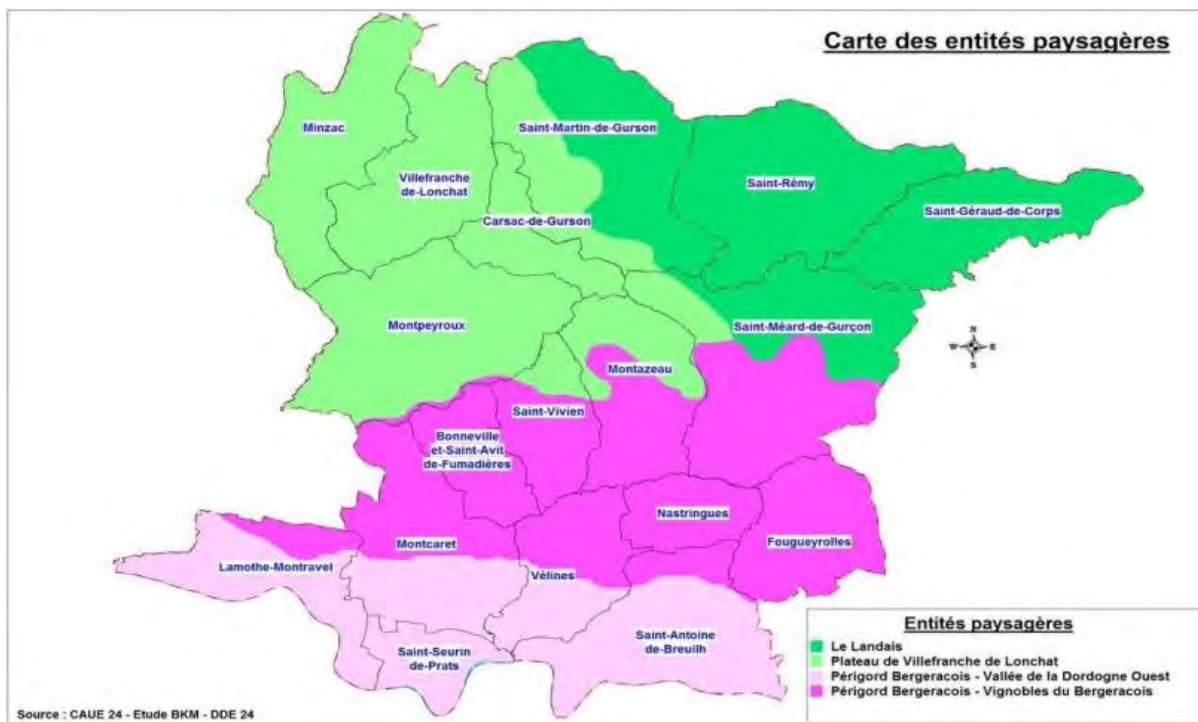 Carte des entités paysagères
Minzac
Saint-Martin-de-Gurson
Villefranche
de-Lonchat
Saint-Rémy
Saint-Géraud-de-Corps
Carsac-de-Gurson
Montpeyroux
Saint-Méard-de-Gurçon
N
W E
S
Montazeau
Saint-Vivien
Bonneville
et-Saint-Avit
de-Fumadières
Nastringues
Montcaret
Fougueyrolles
Lamothe-Montravel
Vélines
Saint-Antoine
de-Breuilh
Saint-Seurin
de-Prats
Entités paysagères
Le Landais
Plateau de Villefranche de Lonchat
Périgord Bergeracois - Vallée de la Dordogne Ouest
Périgord Bergeracois - Vignobles du Bergeracois
Source : CAUE 24 - Etude BKM - DDE 24